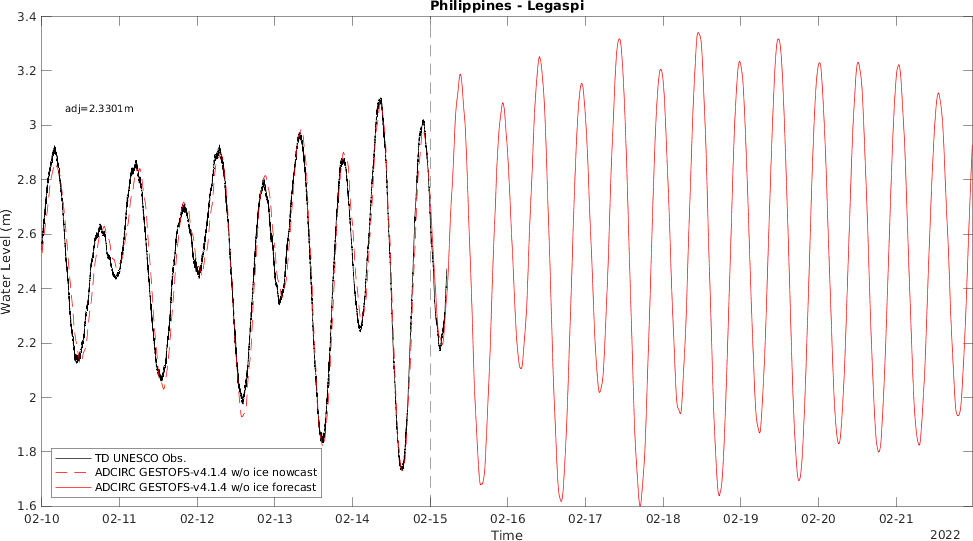 Philippines - Legaspi
3.4
3.2
3
2.8
2.6
2.4
2.2
2
1.8
1.6
Water Level (m)
adj=2.3301m
TD UNESCO Obs.
ADCIRC GESTOFS-v4.1.4 w/o ice nowcast
ADCIRC GESTOFS-v4.1.4 w/o ice forecast
02-10 02-11 02-12 02-13 02-14 02-15 02-16 02-17 02-18 02-19 02-20 02-21
Time
2022